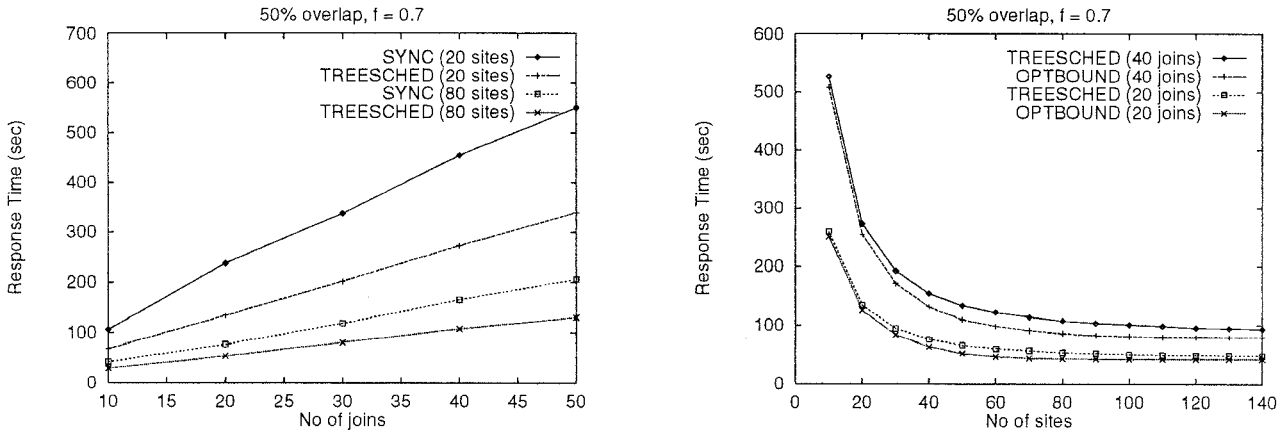 50% overlap, f = 0.7
Response Time (sec)
700
600
500
400
300
200
100
0
SYNC (20 sites)
TREESCHED (20 sites)
SYNC (80 sites)
TREESCHED (80 sites)
10 15 20 25 30 35 40 45 50
No of joins
50% overlap, f = 0.7
Response Time (sec)
600
500
400
300
200
100
0
TREESCHED (40 joins)
OPTBOUND (40 joins)
TREESCHED (20 joins)
OPTBOUND (20 joins)
0 20 40 60 80 100 120 140
No of sites